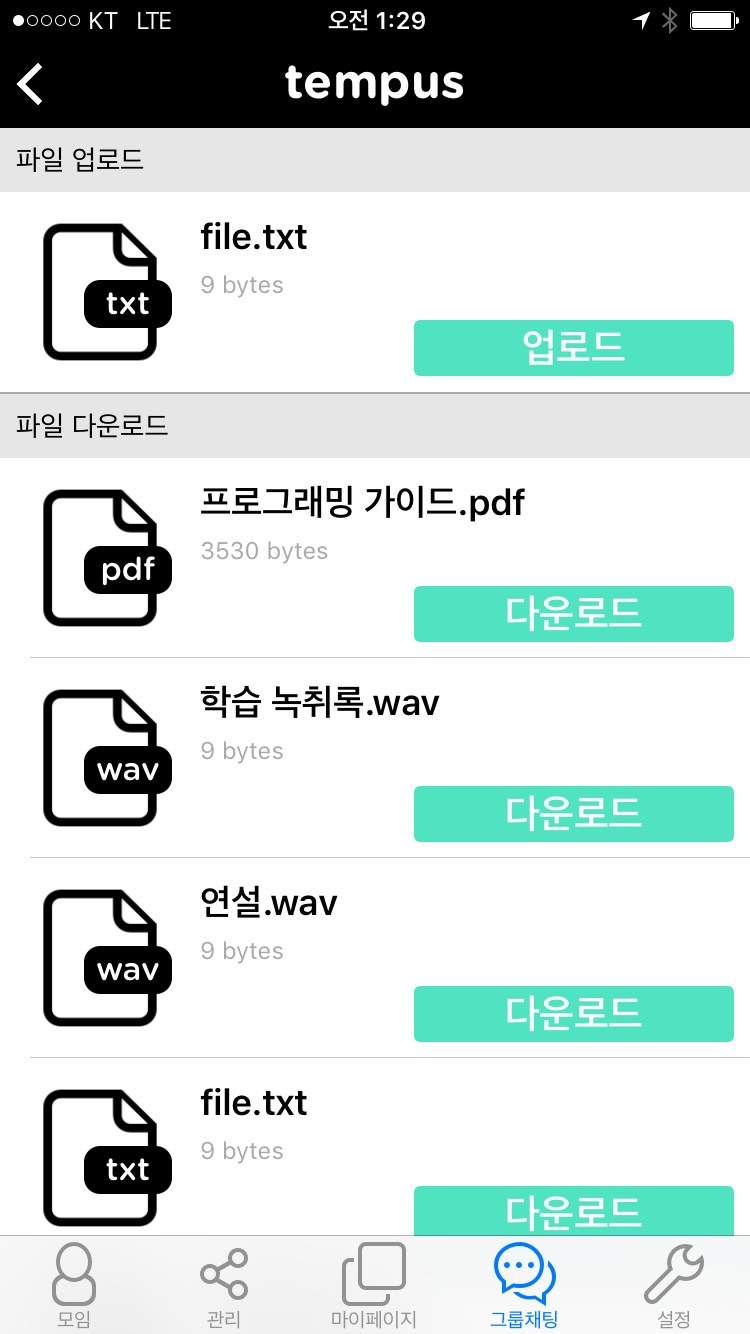 KT LTE 오전 1:29
tempus
파일 업로드
file.txt
txt
9 bytes
업로드
파일 다운로드
프로그래밍 가이드.pdf
pdf
3530 bytes
다운로드
학습 녹취록.wav
wav
9 bytes
다운로드
연설.wav
wav
9 bytes
다운로드
file.txt
txt
9 bytes
다운로드
모임 관리 마이페이지 그룹채팅 설정